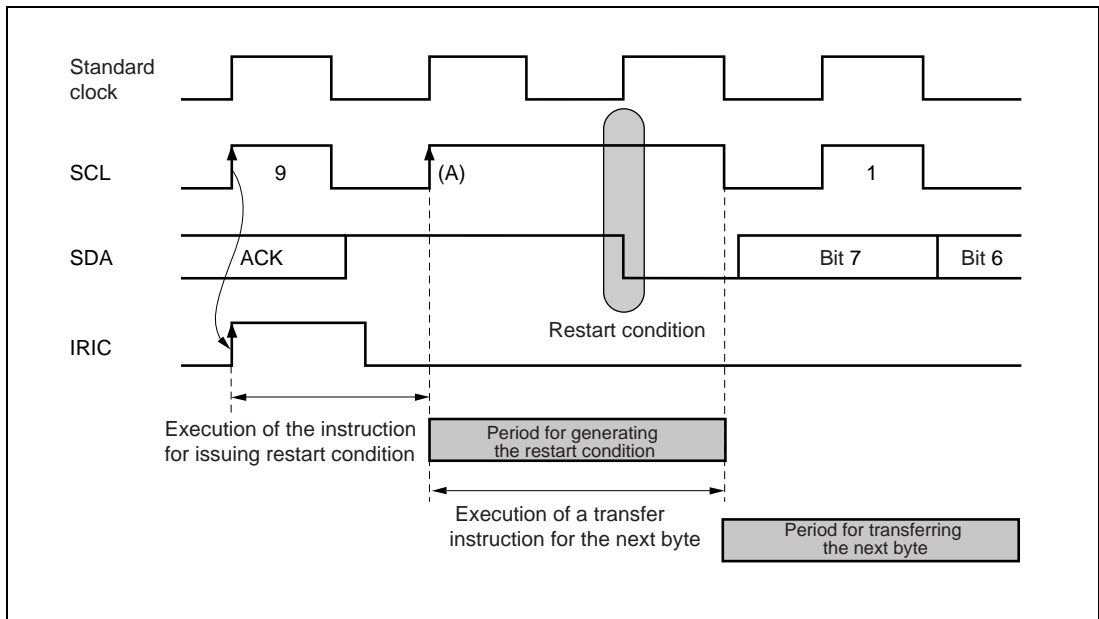 Standard
clock
SCL
9
(A)
1
SDA
ACK
Bit 7
Bit 6
Restart condition
IRIC
Execution of the instruction
for issuing restart condition
Period for generating
the restart condition
Execution of a transfer
instruction for the next byte
Period for transferring
the next byte